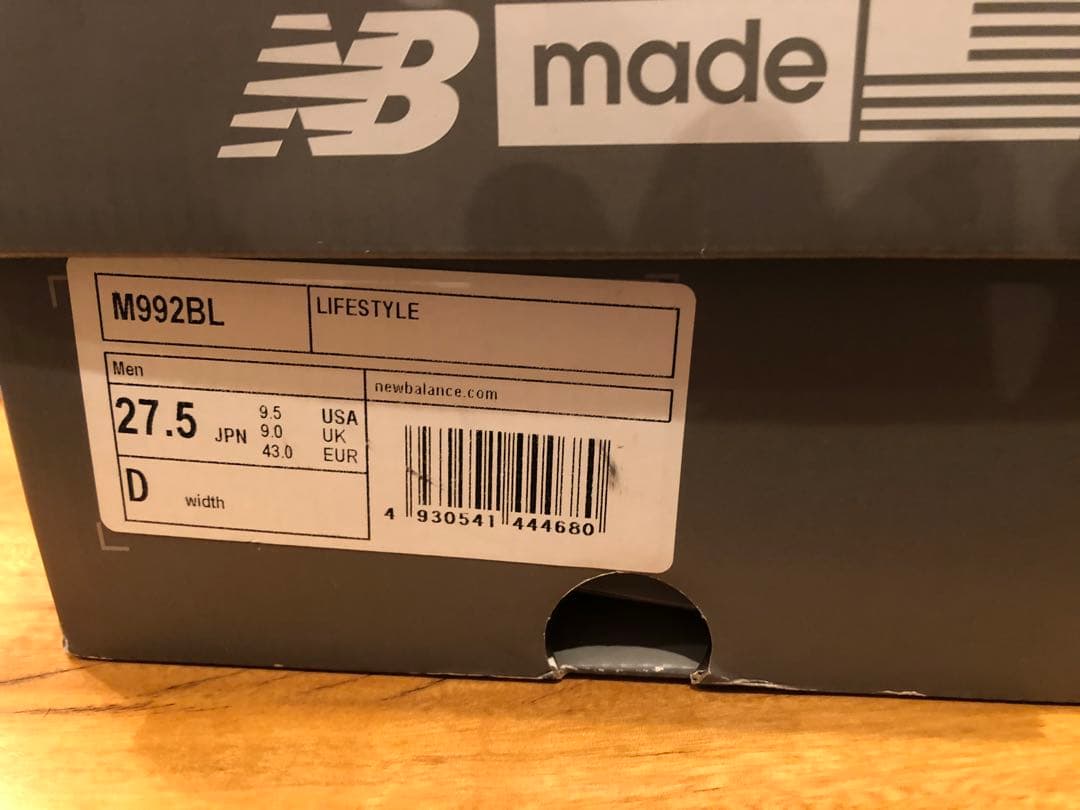 NB
made
M992BL
LIFESTYLE
Men
newbalance.com
27.5 JPN
9.5 USA
9.0 UK
43.0 EUR
D width
4 930541 444680